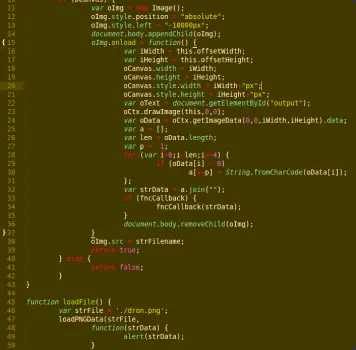 11 var oImg = new Image();
12 oImg.style.position = "absolute";
13 oImg.style.left = "-10000px";
14 document.body.appendChild(oImg);
15 oImg.onload = function() {
16 var iWidth = this.offsetWidth;
17 var iHeight = this.offsetHeight;
18 oCanvas.width = iWidth;
19 oCanvas.height = iHeight;
20 oCanvas.style.width = iWidth+"px";
21 oCanvas.style.height = iHeight+"px";
22 var oText = document.getElementById("output");
23 oCtx.drawImage(this,0,0);
24 var oData = oCtx.getImageData(0,0,iWidth,iHeight).data;
25 var a = [];
26 var len = oData.length;
27 var p = 1;
28 for (var i=0;i<len;i+=4) {
29 if (oData[i] 0)
30 a[++p] = String.fromCharCode(oData[i]);
31 };
32 var strData = a.join("");
33 if (fncCallback) {
34 fncCallback(strData);
35 }
36 document.body.removeChild(oImg);
37 }
38 oImg.src = strFilename;
39 return true;
40 } else {
41 return false;
42 }
43 }
44
45 function loadFile() {
46 var strFile = './dron.png';
47 loadPNGData(strFile,
48 function(strData) {
49 alert(strData);
50 }